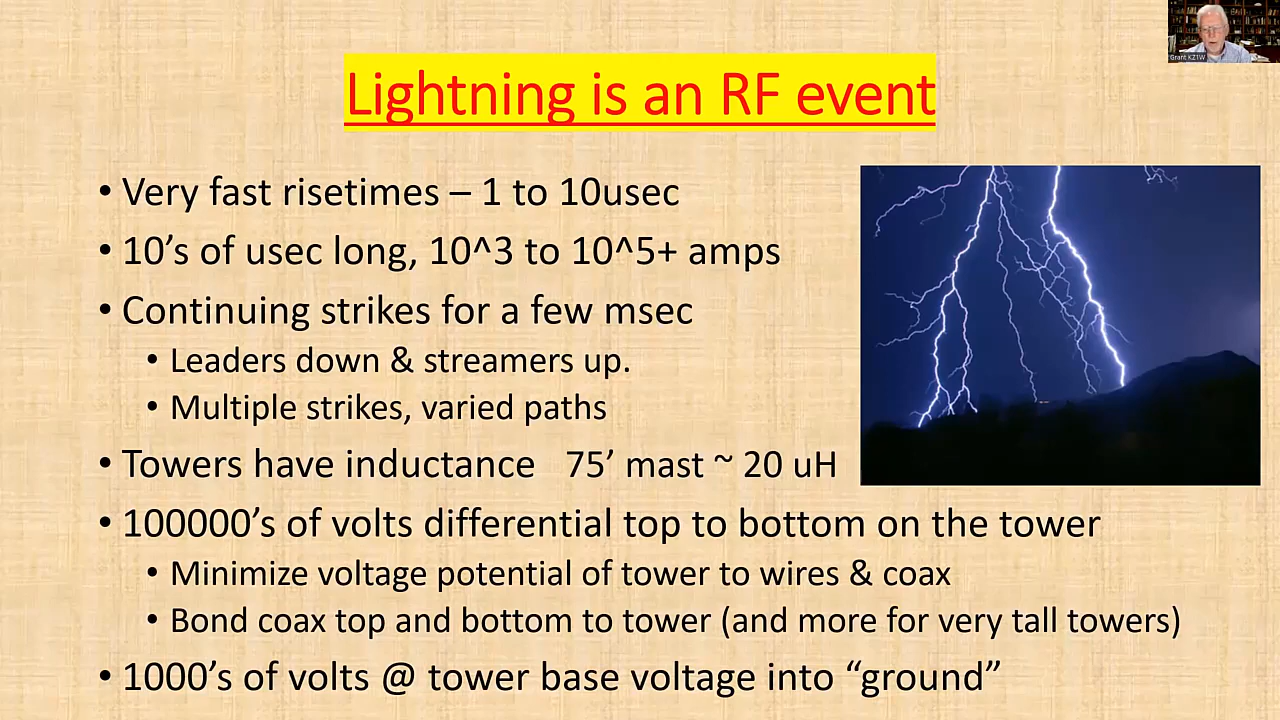 Grant KZ1W
Lightning is an RF event
• Very fast risetimes – 1 to 10usec
• 10’s of usec long, 10^3 to 10^5+ amps
• Continuing strikes for a few msec
• Leaders down & streamers up.
• Multiple strikes, varied paths
• Towers have inductance 75’ mast ~ 20 uH
• 100000’s of volts differential top to bottom on the tower
• Minimize voltage potential of tower to wires & coax
• Bond coax top and bottom to tower (and more for very tall towers)
• 1000’s of volts @ tower base voltage into “ground”